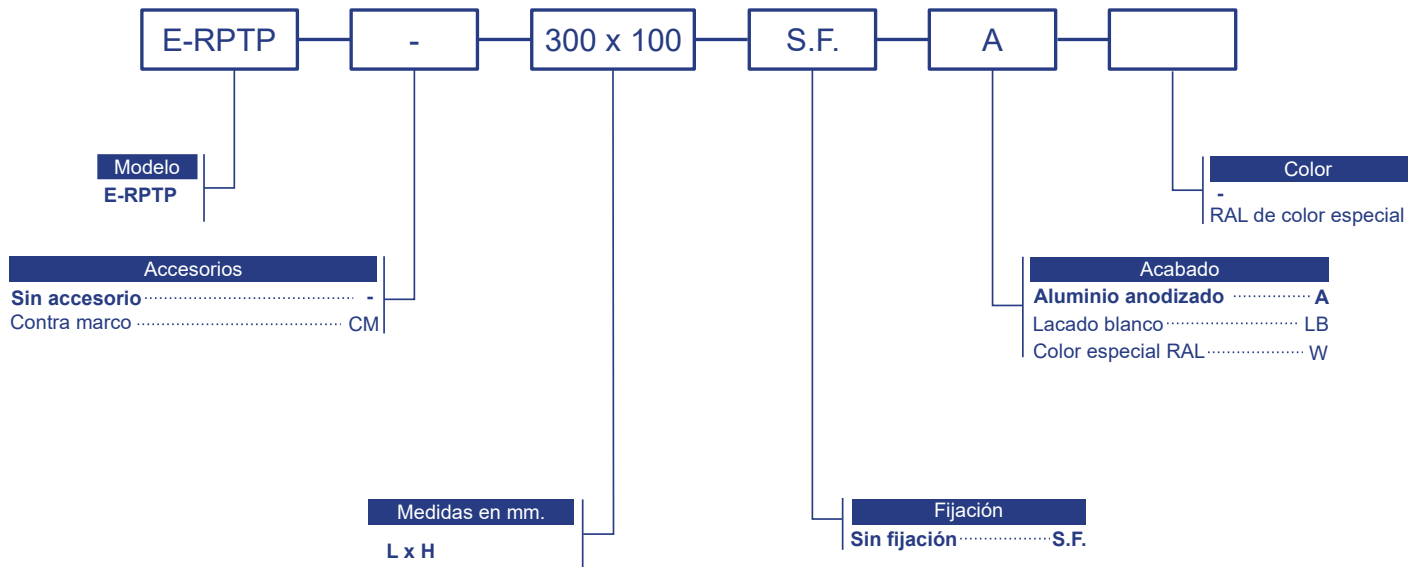 E-RPTP - 300 x 100 S.F. A
Modelo
E-RPTP
Color
-
RAL de color especial
Accesorios
Sin accesorio -
Contra marco CM
Acabado
Aluminio anodizado A
Lacado blanco LB
Color especial RAL W
Medidas en mm.
L x H
Fijación
Sin fijación S.F.